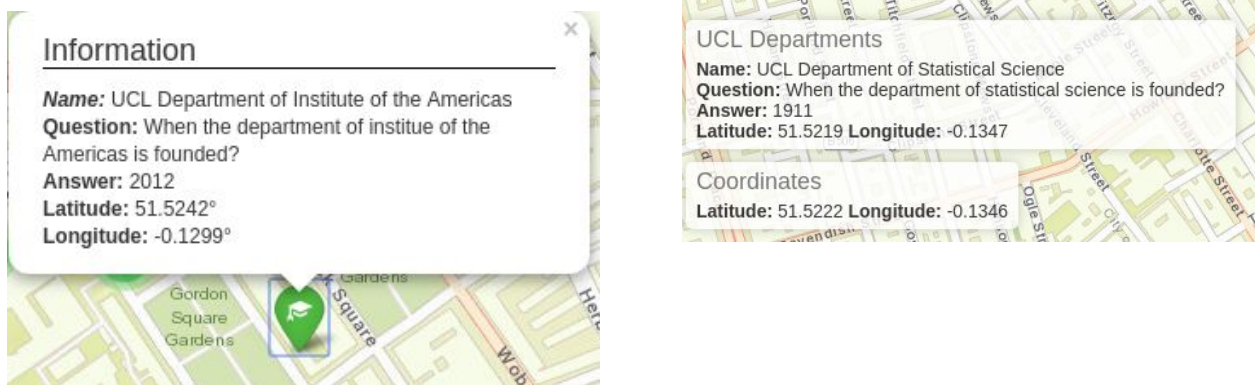 Information
×
Name: UCL Department of Institute of the Americas
Question: When the department of institue of the
Americas is founded?
Answer: 2012
Latitude: 51.5242°
Longitude: -0.1299°
Gardens
Gordon
Square
Gardens
Square
UCL Departments
Name: UCL Department of Statistical Science
Question: When the department of statistical science is founded?
Answer: 1911
Latitude: 51.5219 Longitude: -0.1347
Coordinates
Latitude: 51.5222 Longitude: -0.1346
Cleveland Street
Ogle
Charlotte Street